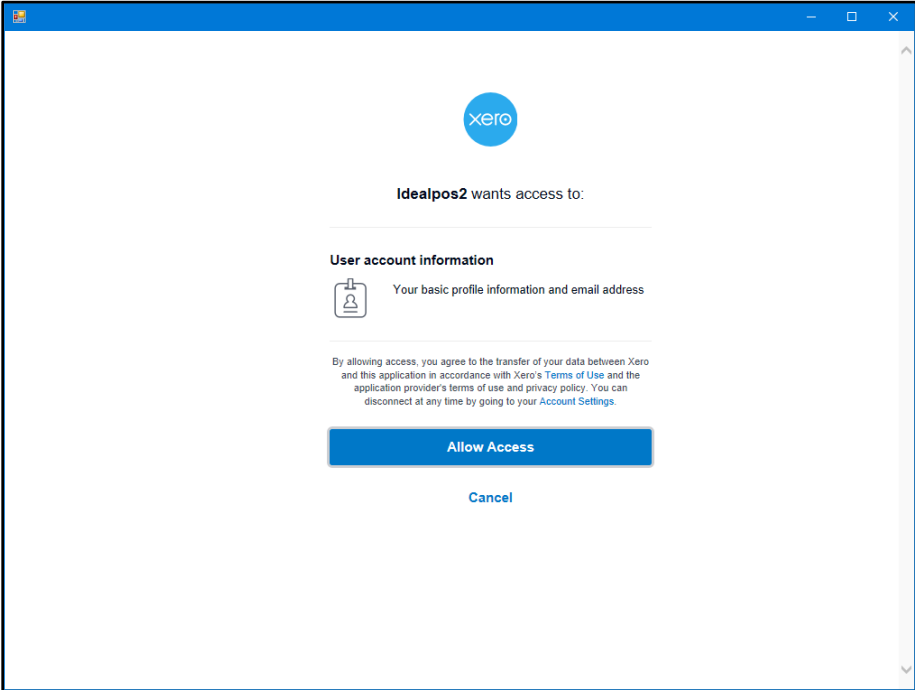 xero
Idealpos2 wants access to:
User account information
Your basic profile information and email address
By allowing access, you agree to the transfer of your data between Xero
and this application in accordance with Xero's Terms of Use and the
application provider's terms of use and privacy policy. You can
disconnect at any time by going to your Account Settings.
Allow Access
Cancel